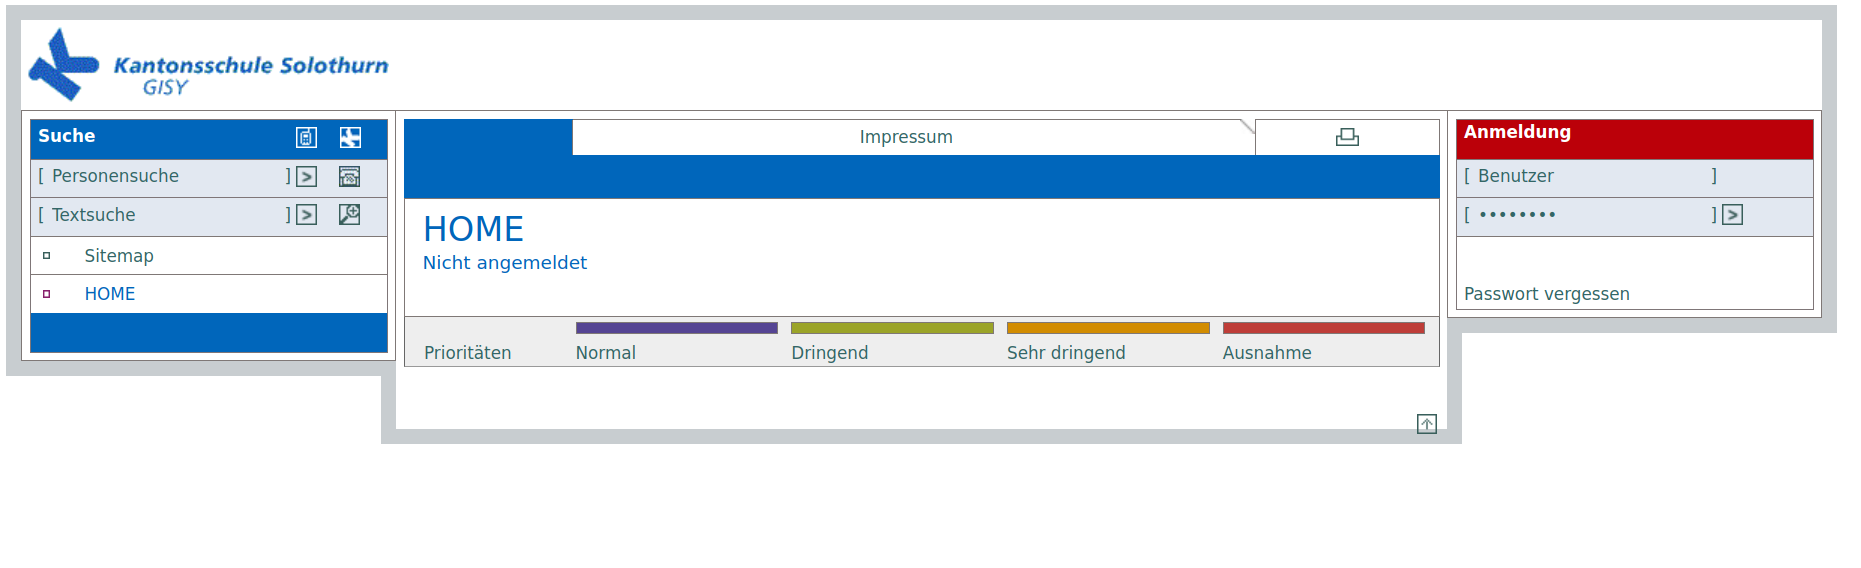 Kantonsschule Solothurn
GISY
Suche
[ Personensuche ]
[ Textsuche ]
Sitemap
HOME
Impressum
HOME
Nicht angemeldet
Prioritäten Normal Dringend Sehr dringend Ausnahme
Anmeldung
[ Benutzer ]
[ •••••••• ]
Passwort vergessen